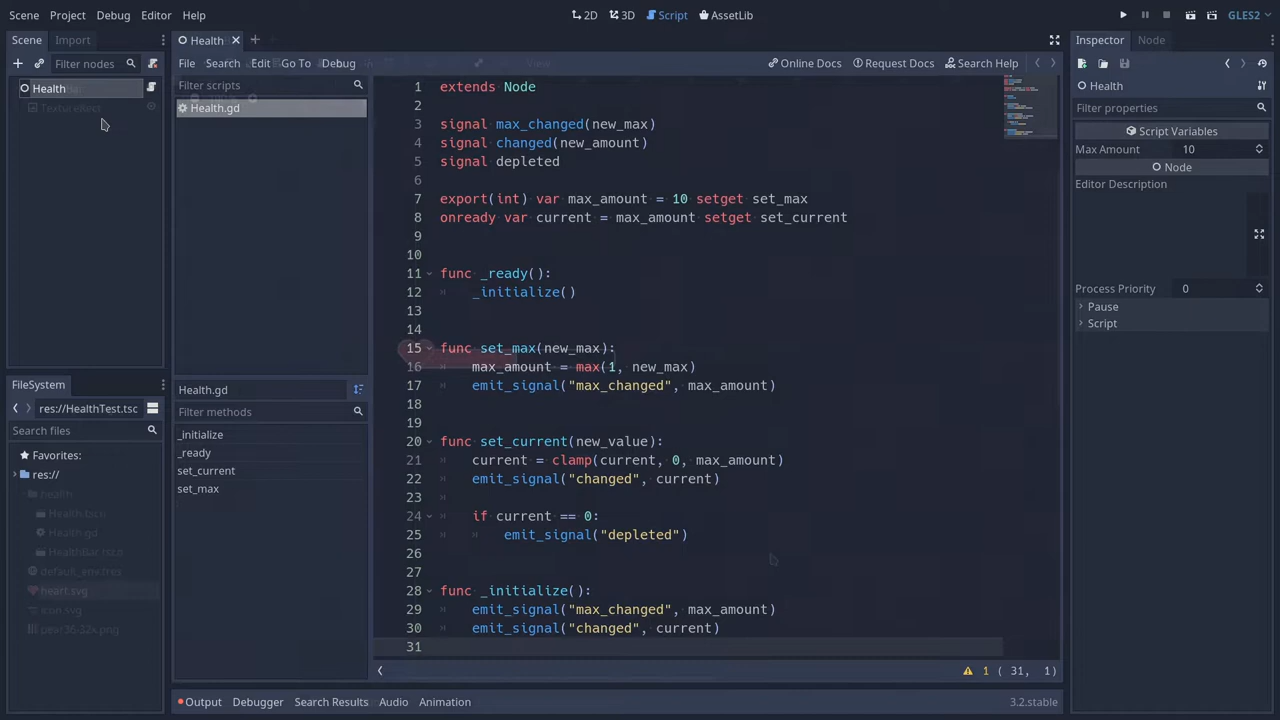 Scene Project Debug Editor Help
2D 3D Script AssetLib
GLES2
Scene Import
Filter nodes
Health
TextureRect
FileSystem
res://HealthTest.tsc
Search files
Favorites:
res://
health
Health.tscn
Health.gd
HealthBar.tscn
default_env.tres
heart.svg
icon.svg
pear36-32x.png
Health
File Search Edit Go To Debug
View
Online Docs Request Docs Search Help
Filter scripts
Health.gd
Health.gd
Filter methods
_initialize
_ready
set_current
set_max
1 extends Node
2
3 signal max_changed(new_max)
4 signal changed(new_amount)
5 signal depleted
6
7 export(int) var max_amount = 10 setget set_max
8 onready var current = max_amount setget set_current
9
10
11 func _ready():
12 _initialize()
13
14
15 func set_max(new_max):
16 max_amount = max(1, new_max)
17 emit_signal("max_changed", max_amount)
18
19
20 func set_current(new_value):
21 current = clamp(current, 0, max_amount)
22 emit_signal("changed", current)
23
24 if current == 0:
25 emit_signal("depleted")
26
27
28 func _initialize():
29 emit_signal("max_changed", max_amount)
30 emit_signal("changed", current)
31
1 ( 31, 1)
Output Debugger Search Results Audio Animation
3.2.stable
Inspector Node
Health
Filter properties
Script Variables
Max Amount 10
Node
Editor Description
Process Priority 0
Pause
Script